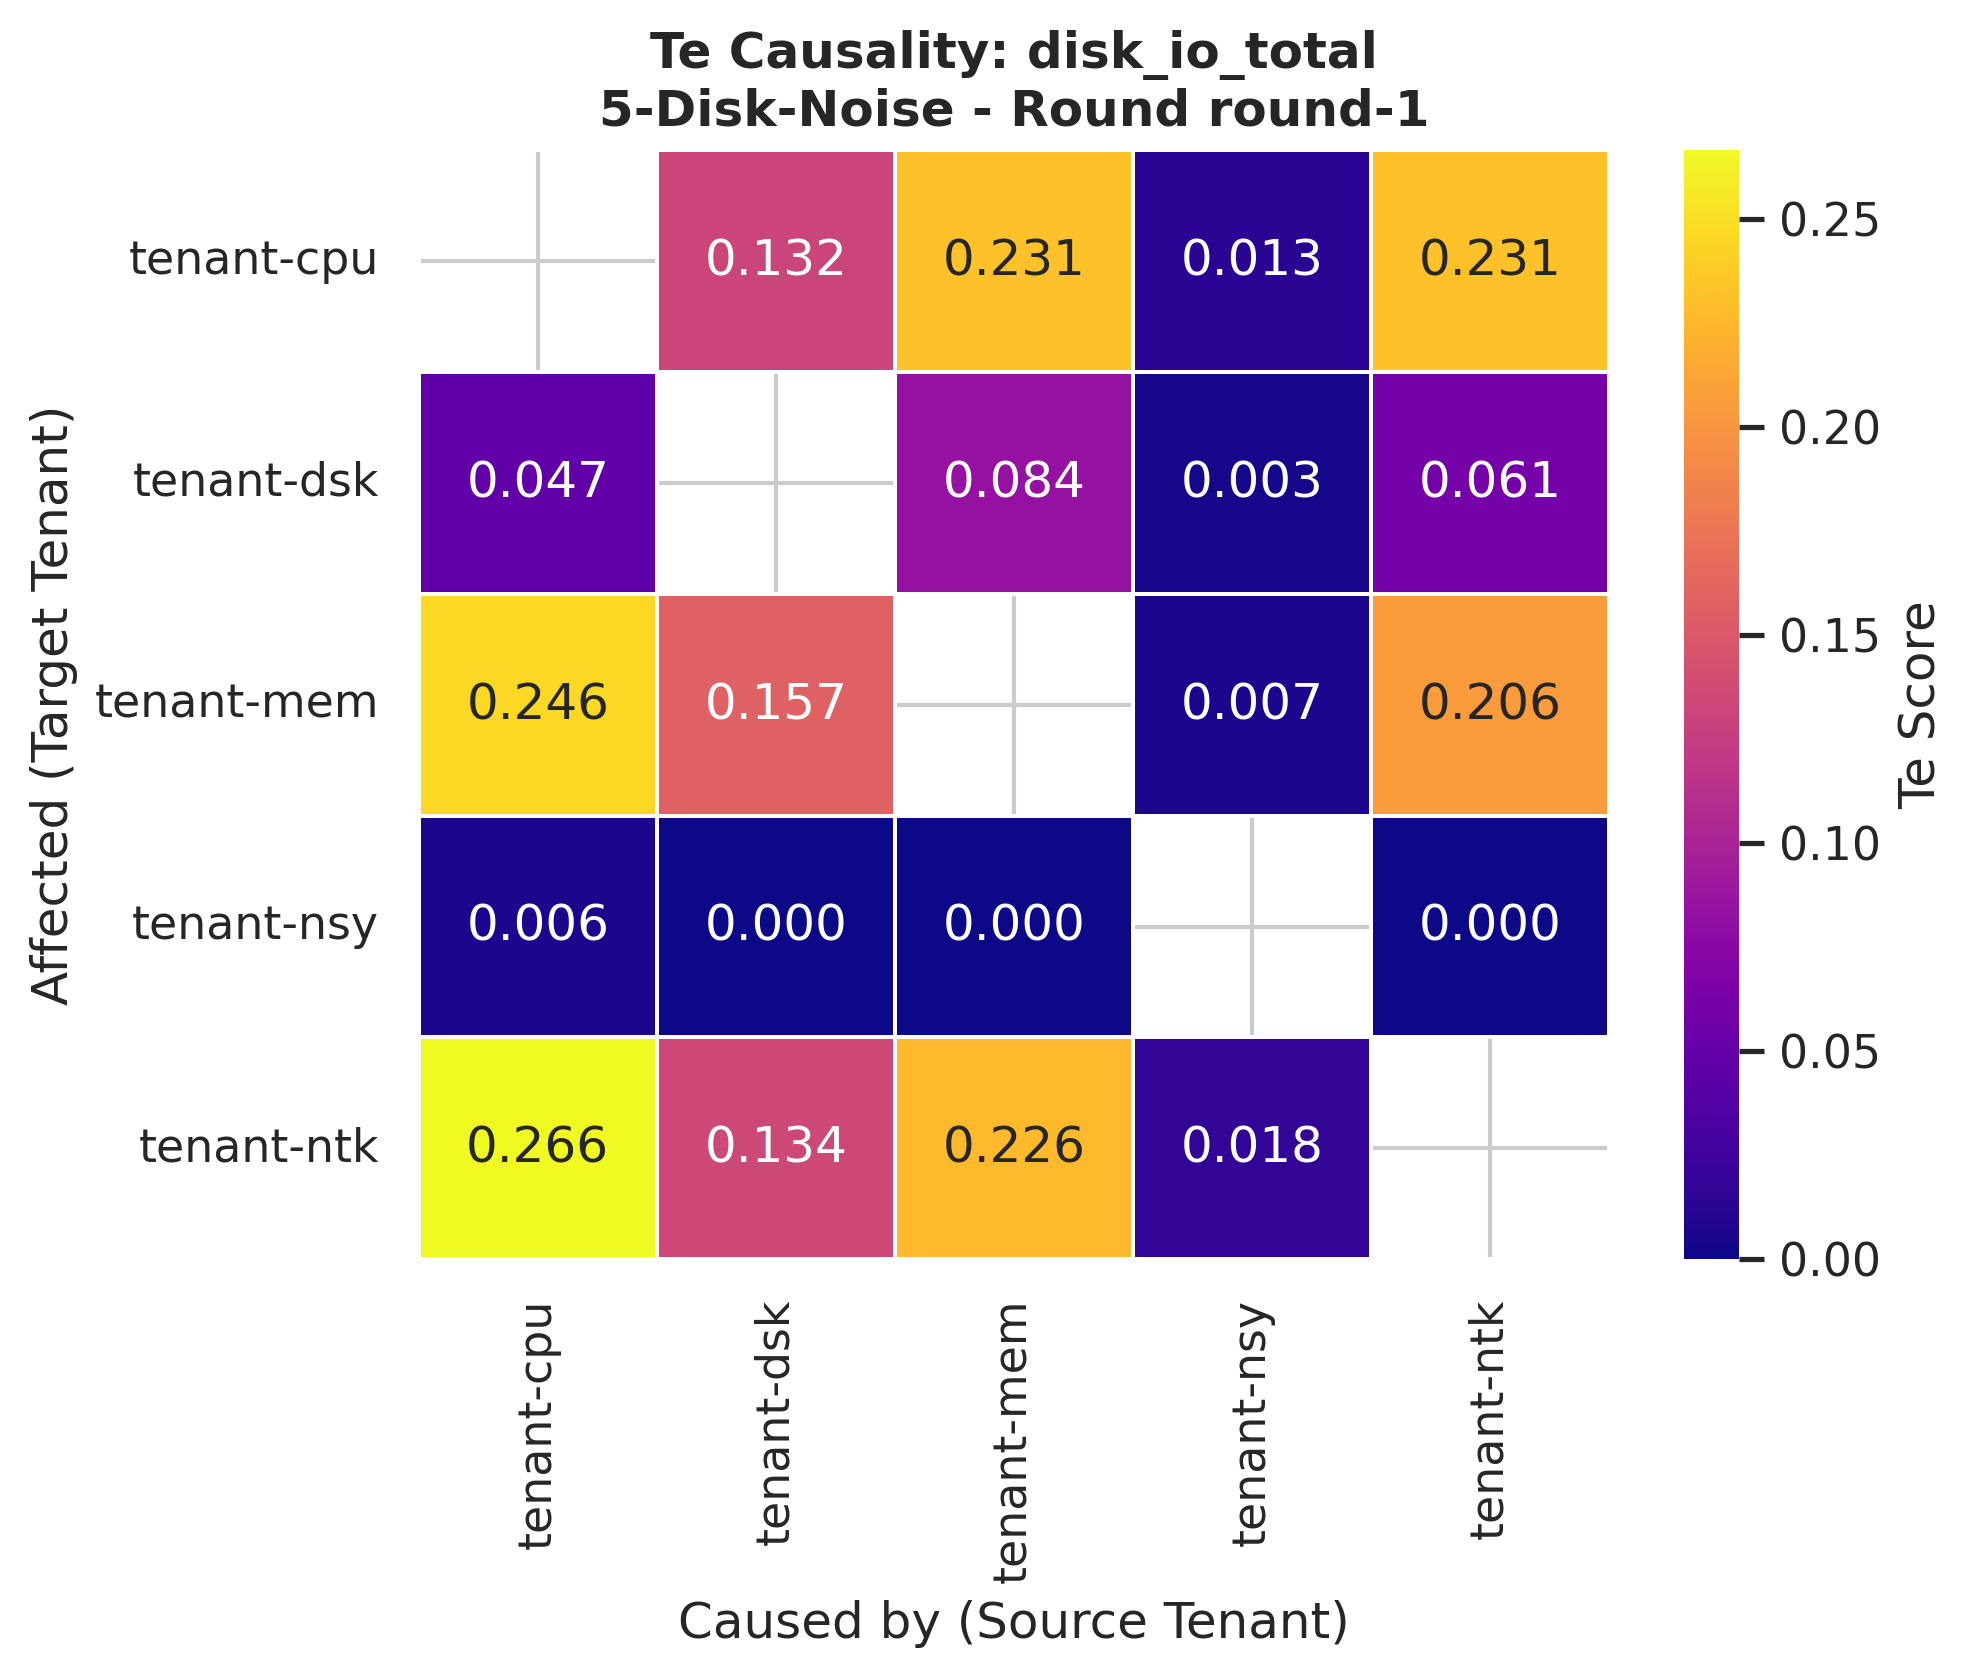 Te Causality: disk_io_total
5-Disk-Noise - Round round-1
Affected (Target Tenant)
tenant-cpu 0.132 0.231 0.013 0.231
tenant-dsk 0.047 0.084 0.003 0.061
tenant-mem 0.246 0.157 0.007 0.206
tenant-nsy 0.006 0.000 0.000 0.000
tenant-ntk 0.266 0.134 0.226 0.018
tenant-cpu tenant-dsk tenant-mem tenant-nsy tenant-ntk
Caused by (Source Tenant)
0.25
0.20
0.15
0.10
0.05
0.00
Te Score